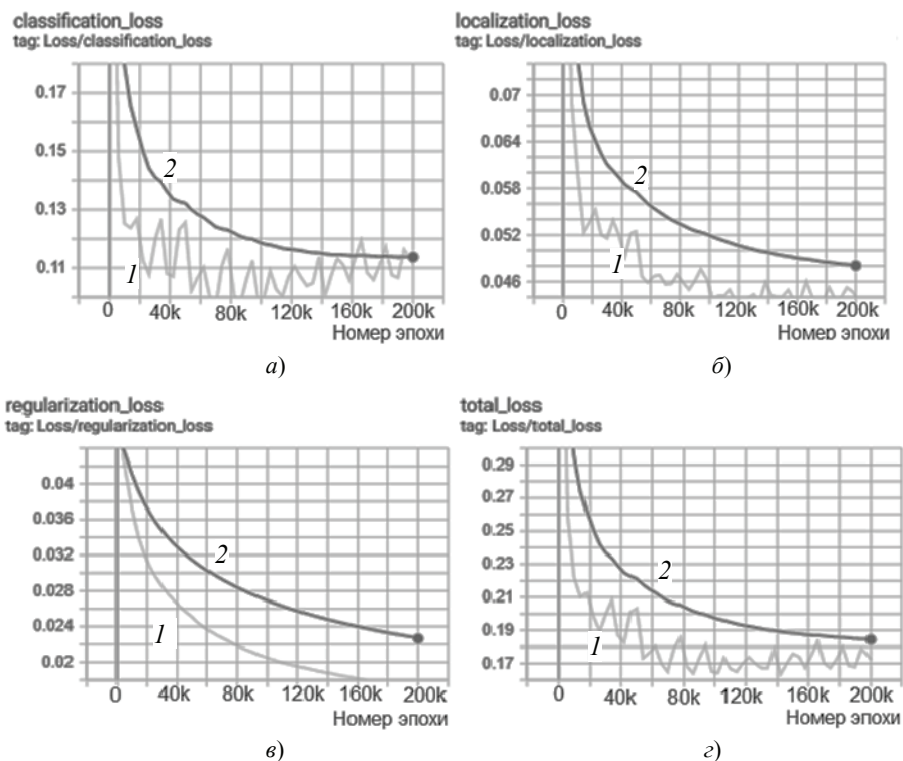 classification_loss
tag: Loss/classification_loss
0.17
0.15
0.13
0.11
2
1
0 40k 80k 120k 160k 200k
Номер эпохи
а)
localization_loss
tag: Loss/localization_loss
0.07
0.064
0.058
0.052
0.046
2
1
0 40k 80k 120k 160k 200k
Номер эпохи
б)
regularization_loss
tag: Loss/regularization_loss
0.04
0.036
0.032
0.028
0.024
0.02
2
1
0 40k 80k 120k 160k 200k
Номер эпохи
в)
total_loss
tag: Loss/total_loss
0.29
0.27
0.25
0.23
0.21
0.19
0.17
2
1
0 40k 80k 120k 160k 200k
Номер эпохи
г)